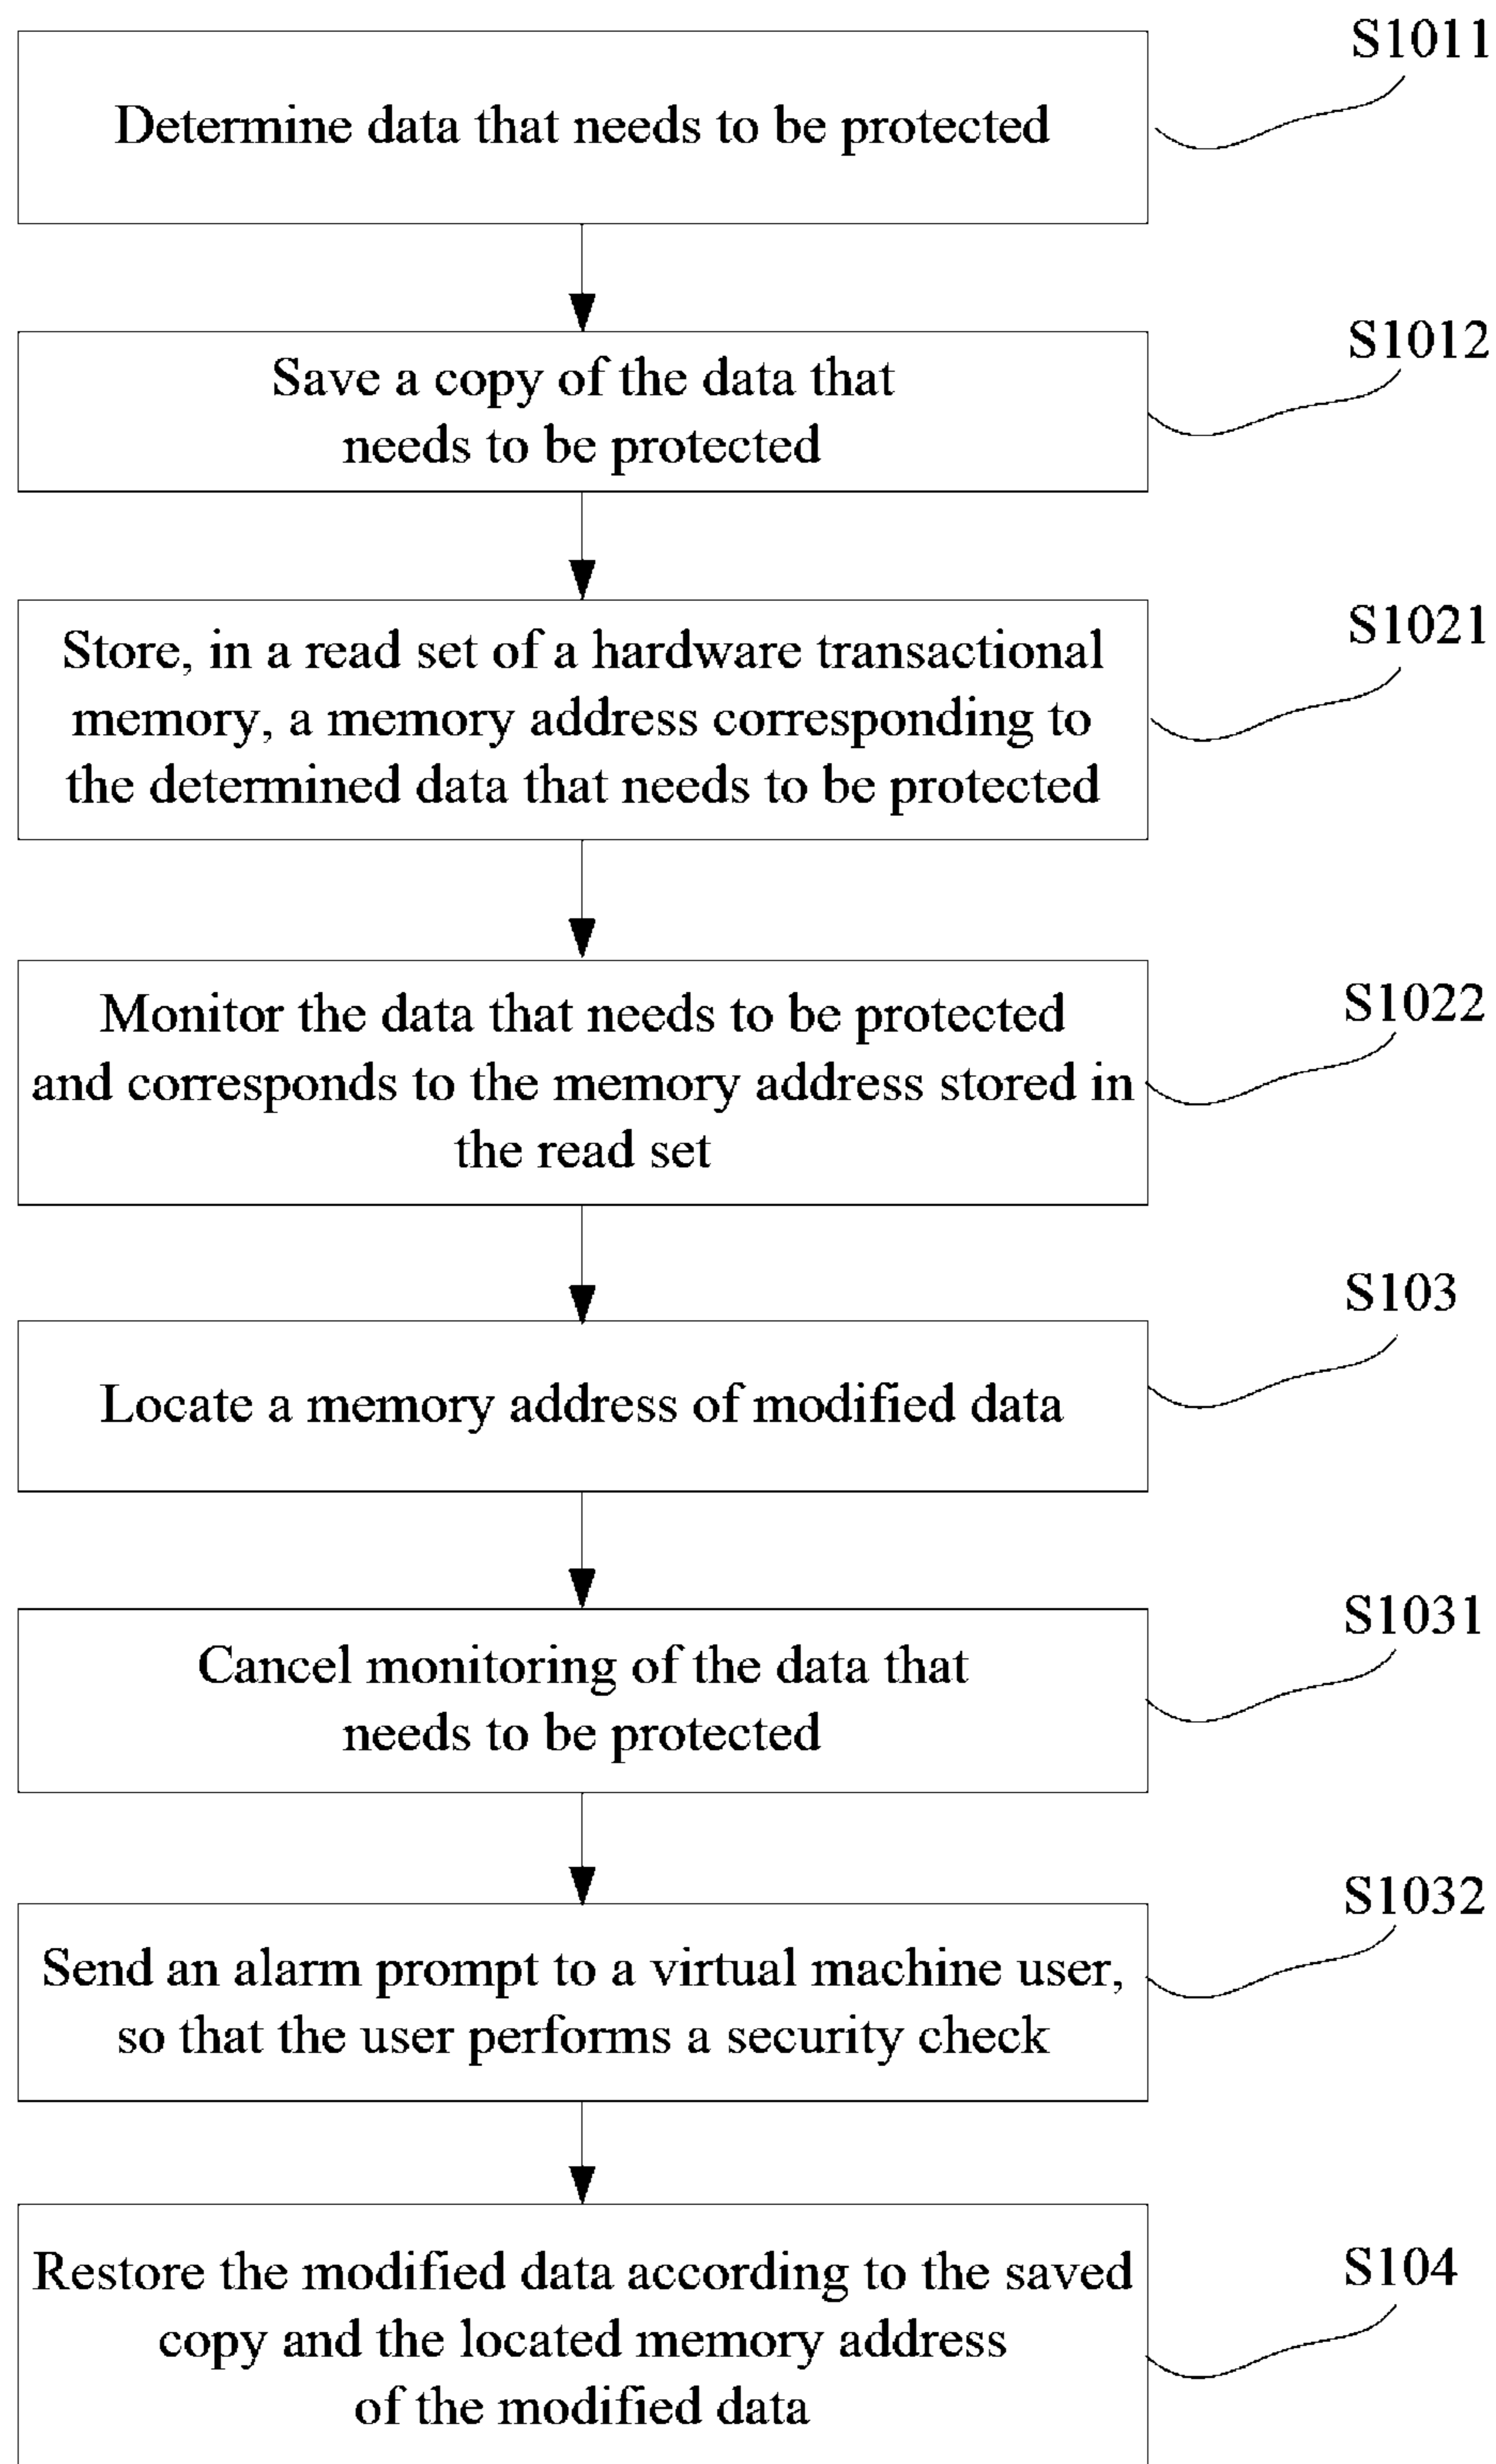 S1011
Determine data that needs to be protected
S1012
Save a copy of the data that
needs to be protected
S1021
Store, in a read set of a hardware transactional
memory, a memory address corresponding to
the determined data that needs to be protected
S1022
Monitor the data that needs to be protected
and corresponds to the memory address stored in
the read set
S103
Locate a memory address of modified data
S1031
Cancel monitoring of the data that
needs to be protected
S1032
Send an alarm prompt to a virtual machine user,
so that the user performs a security check
S104
Restore the modified data according to the saved
copy and the located memory address
of the modified data